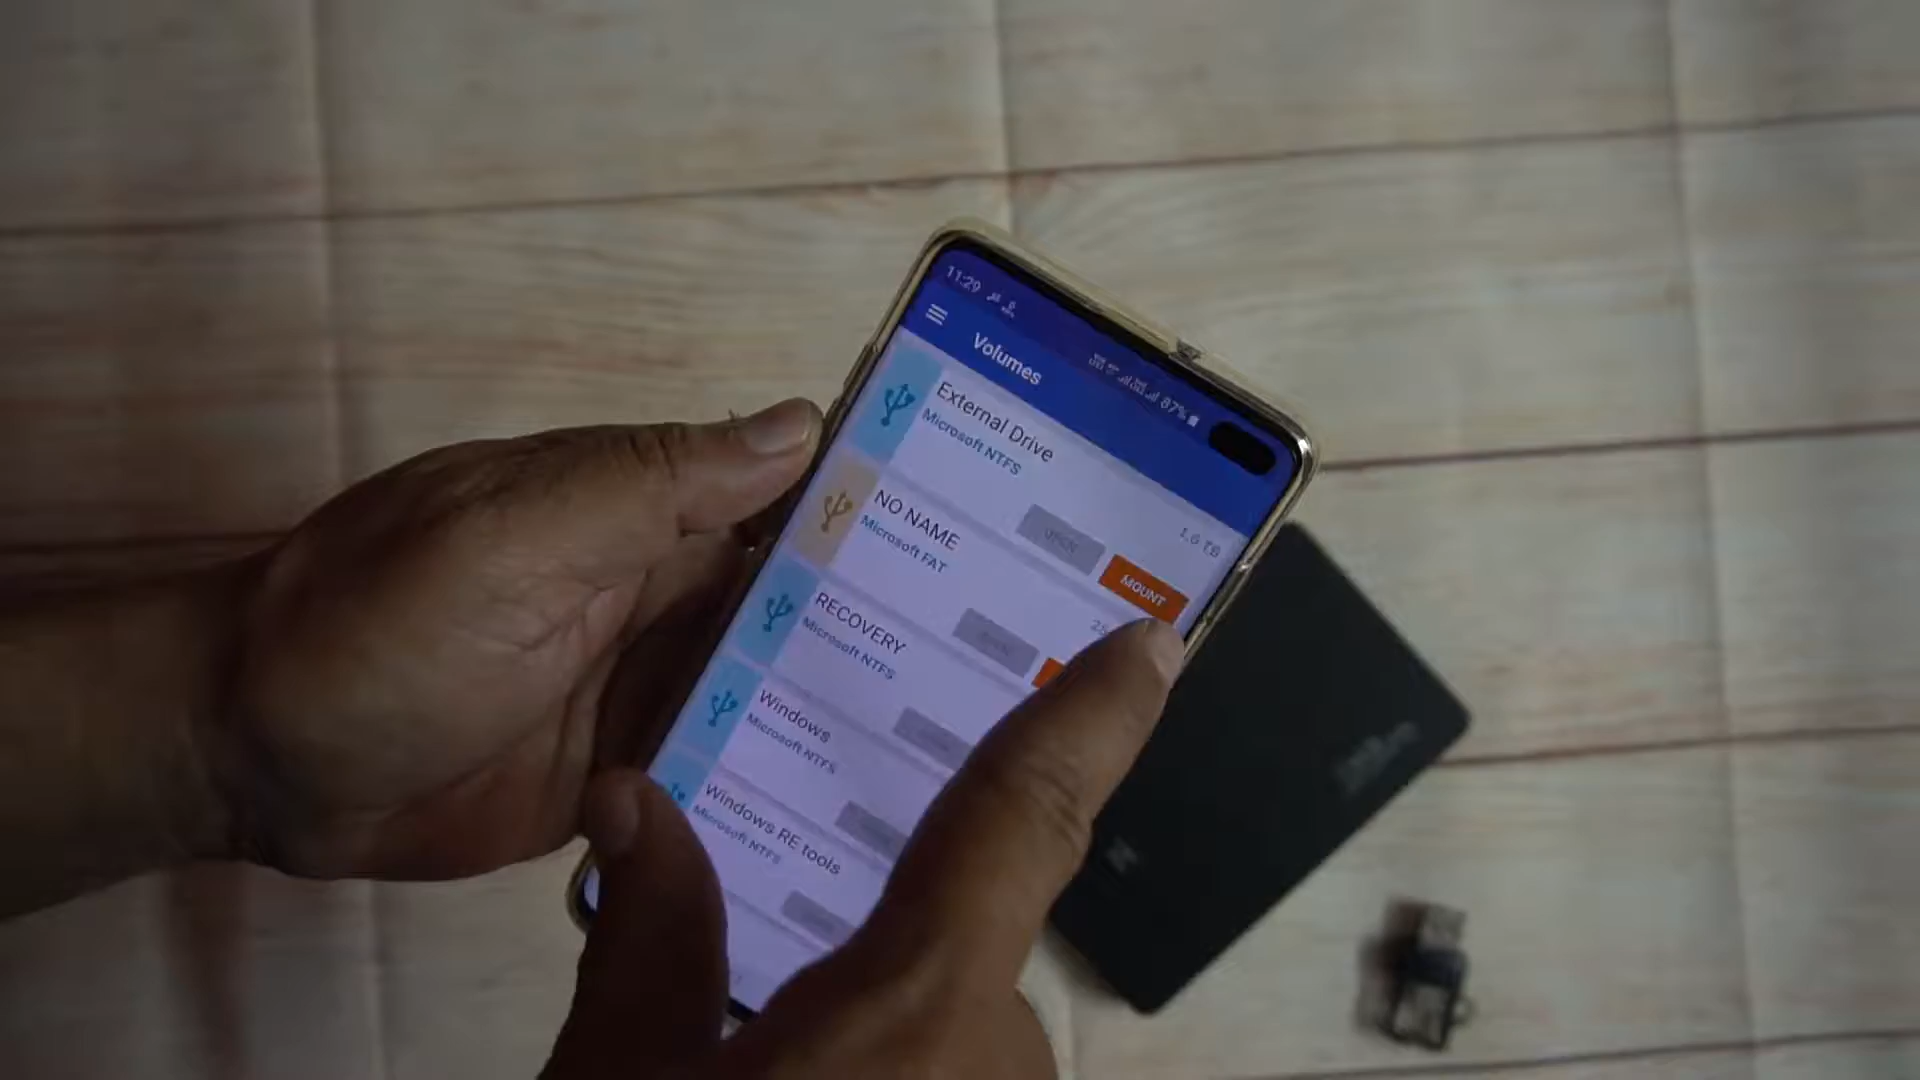 11:29
87%
Volumes
External Drive
Microsoft NTFS
1.6 TB
OPEN
MOUNT
NO NAME
Microsoft FAT
RECOVERY
Microsoft NTFS
Windows
Microsoft NTFS
Windows RE tools
Microsoft NTFS